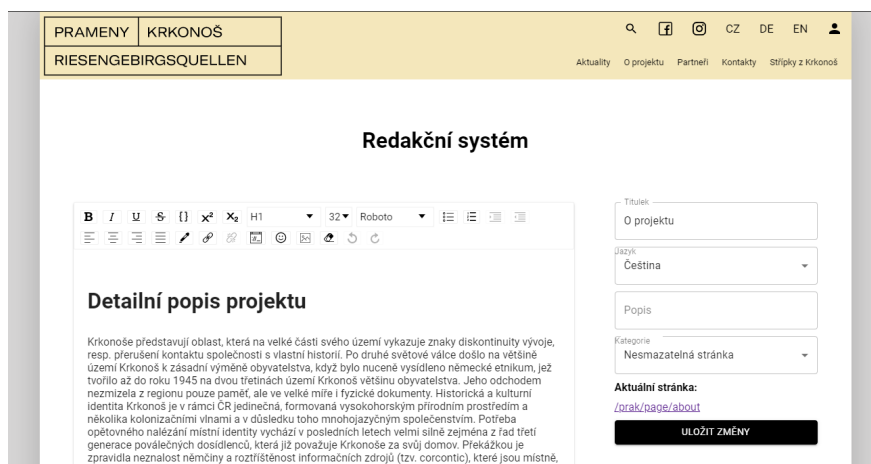 PRAMENY KRKONOŠ
RIESENGEBIRGSQUELLEN
CZ DE EN
Aktuality O projektu Partneři Kontakty Střípky z Krkonoš
Redakční systém
B I U S {} x² X₂ H1 32 Roboto
Detailní popis projektu
Krkonoše představují oblast, která na velké části svého území vykazuje znaky diskontinuity vývoje,
resp. přerušení kontaktu společnosti s vlastní historií. Po druhé světové válce došlo na většině
území Krkonoš k zásadní výměně obyvatelstva, když bylo nuceně vysídleno německé etnikum, jež
tvořilo až do roku 1945 na dvou třetinách území Krkonoš většinu obyvatelstva. Jeho odchodem
nezmizela z regionu pouze paměť, ale ve velké míře i fyzické dokumenty. Historická a kulturní
identita Krkonoš je v rámci ČR jedinečná, formovaná vysokohorským přírodním prostředím a
několika kolonizačními vlnami a v důsledku toho mnohojazyčným společenstvím. Potřeba
opětovného nalézání místní identity vychází v posledních letech velmi silně zejména z řad třetí
generace poválečných dosídlenců, která již považuje Krkonoše za svůj domov. Překážkou je
zpravidla neznalost němčiny a roztříštěnost informačních zdrojů (tzv. corcontic), které jsou místně,
Titulek
O projektu
Jazyk
Čeština
Popis
Kategorie
Nesmazatelná stránka
Aktuální stránka:
/prak/page/about
ULOŽIT ZMĚNY